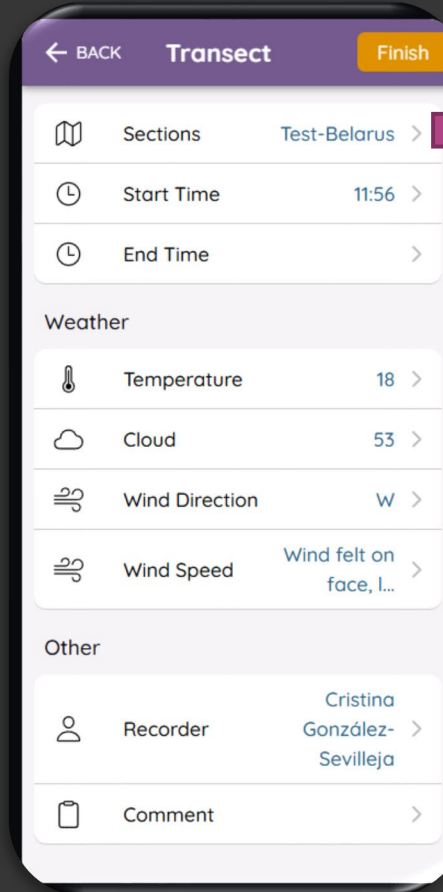 BACK Transect Finish
Sections Test-Belarus
Start Time 11:56
End Time
Weather
Temperature 18
Cloud 53
Wind Direction W
Wind Speed Wind felt on
face, l...
Other
Recorder Cristina
González-
Sevilleja
Comment